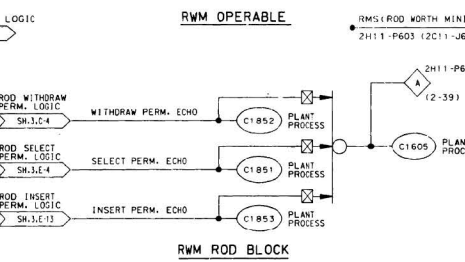 LOGIC
RWM OPERABLE
RMS(ROD WORTH MINI
2H11-P603 (2C11-J6
2H11-P6
A
(2-39)
ROD WITHDRAW
PERM. LOGIC
SH.3,C-4
WITHDRAW PERM. ECHO
C1852
PLANT
PROCESS
ROD SELECT
PERM. LOGIC
SH.3,E-4
SELECT PERM. ECHO
C1851
PLANT
PROCESS
C1605
PLAN
PROC
ROD INSERT
PERM. LOGIC
SH.3,E-13
INSERT PERM. ECHO
C1853
PLANT
PROCESS
RWM ROD BLOCK